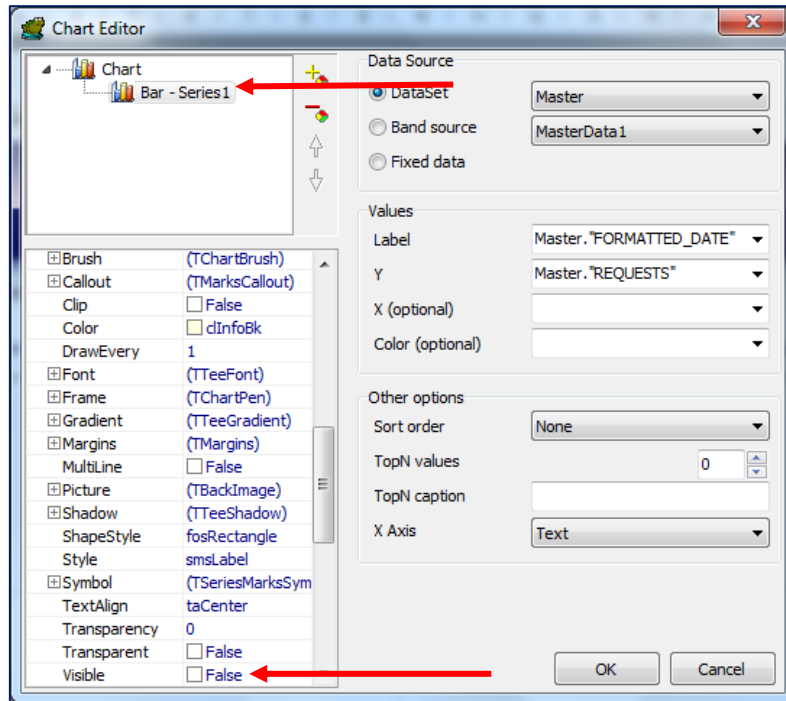 Chart Editor
Chart
Bar - Series1
Data Source
DataSet
Master
Band source
MasterData1
Fixed data
Values
Label
Master."FORMATTED_DATE"
Y
Master."REQUESTS"
X (optional)
Color (optional)
Other options
Sort order
None
TopN values
0
TopN caption
X Axis
Text
Brush (TChartBrush)
Callout (TMarksCallout)
Clip False
Color clInfoBk
DrawEvery 1
Font (TTeeFont)
Frame (TChartPen)
Gradient (TTeeGradient)
Margins (TMargins)
MultiLine False
Picture (TBackImage)
Shadow (TTeeShadow)
ShapeStyle fosRectangle
Style smsLabel
Symbol (TSeriesMarksSym
TextAlign taCenter
Transparency 0
Transparent False
Visible False
OK Cancel